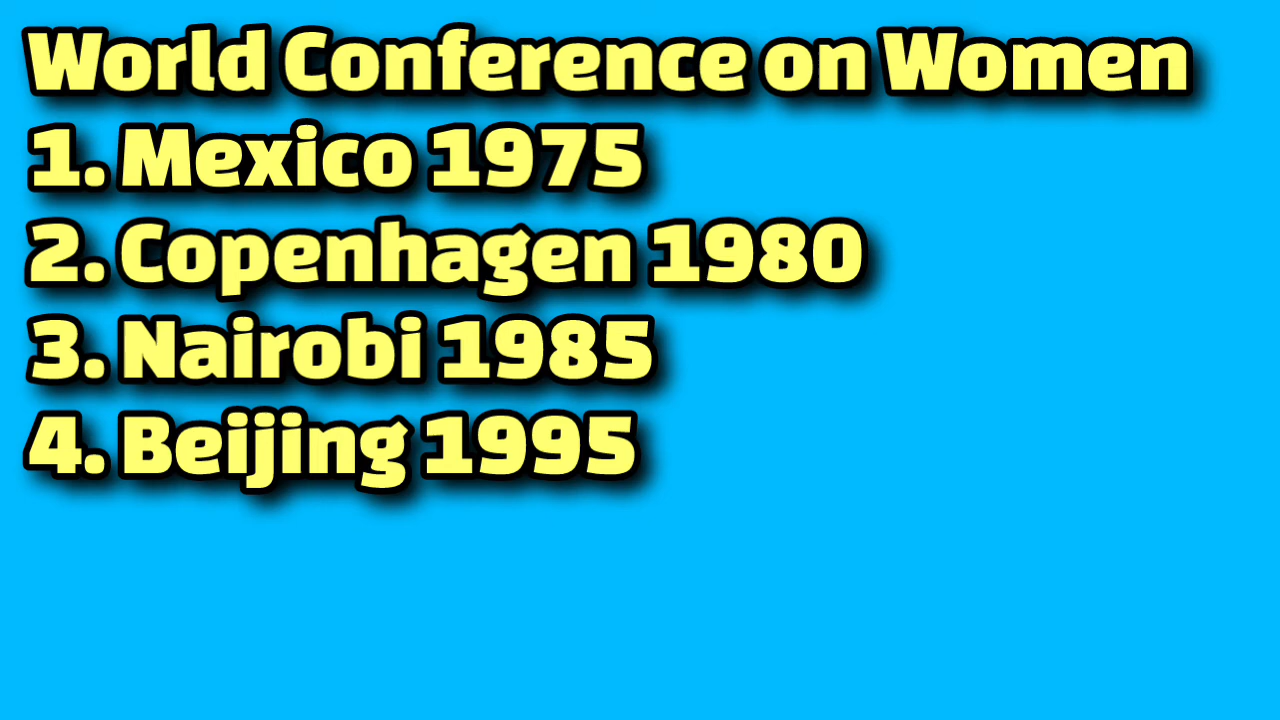 World Conference on Women
1. Mexico 1975
2. Copenhagen 1980
3. Nairobi 1985
4. Beijing 1995